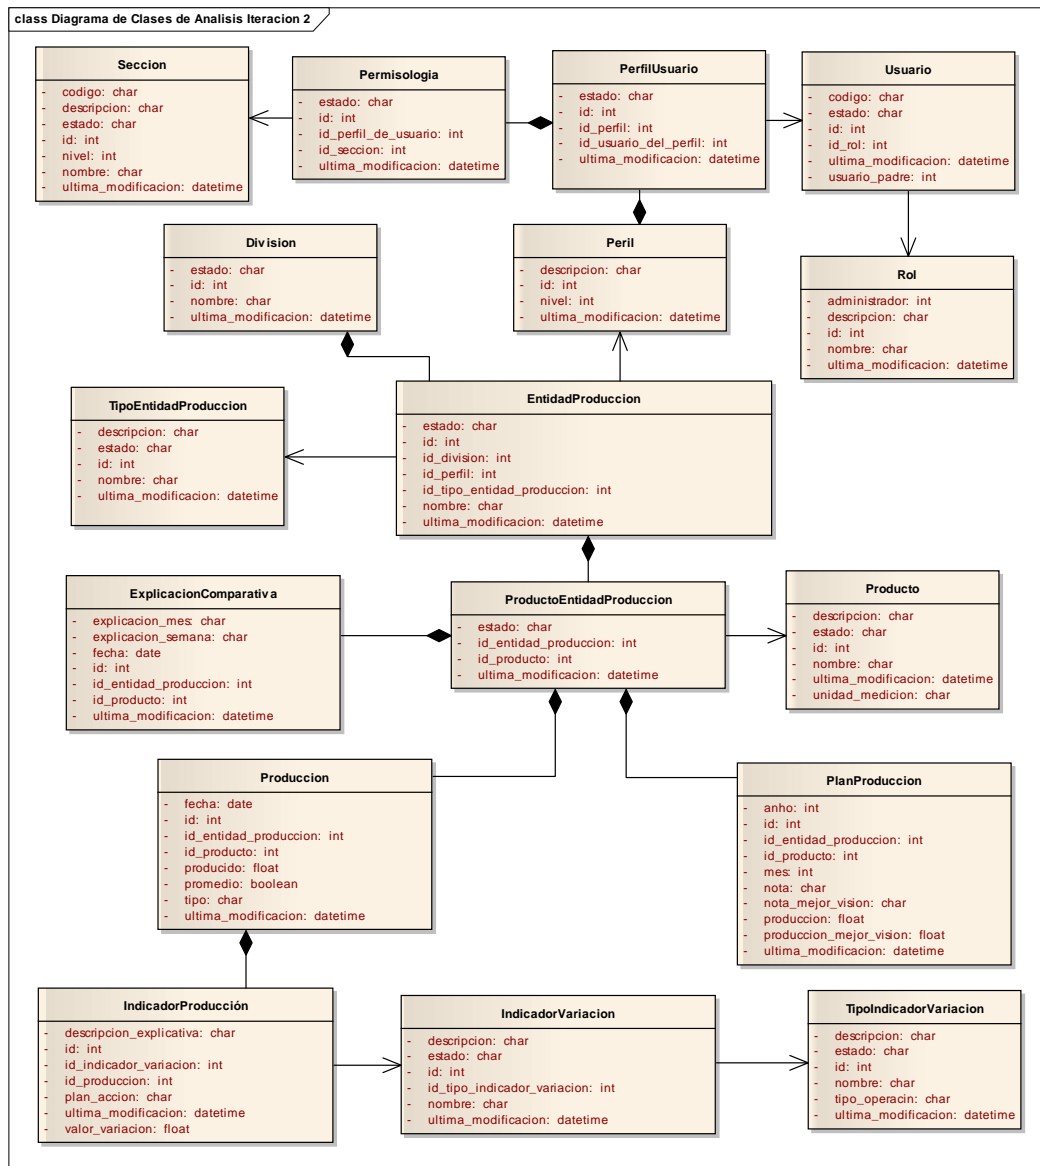 class Diagrama de Clases de Analisis Iteracion 2
Seccion
- codigo: char
- descripcion: char
- estado: char
- id: int
- nivel: int
- nombre: char
- ultima_modificacion: datetime
Permisologia
- estado: char
- id: int
- id_perfil_de_usuario: int
- id_seccion: int
- ultima_modificacion: datetime
PerfilUsuario
- estado: char
- id: int
- id_perfil: int
- id_usuario_del_perfil: int
- ultima_modificacion: datetime
Usuario
- codigo: char
- estado: char
- id: int
- id_rol: int
- ultima_modificacion: datetime
- usuario_padre: int
Division
- estado: char
- id: int
- nombre: char
- ultima_modificacion: datetime
Peril
- descripcion: char
- id: int
- nivel: int
- ultima_modificacion: datetime
Rol
- administrador: int
- descripcion: char
- id: int
- nombre: char
- ultima_modificacion: datetime
TipoEntidadProduccion
- descripcion: char
- estado: char
- id: int
- nombre: char
- ultima_modificacion: datetime
EntidadProduccion
- estado: char
- id: int
- id_division: int
- id_perfil: int
- id_tipo_entidad_produccion: int
- nombre: char
- ultima_modificacion: datetime
ExplicacionComparativa
- explicacion_mes: char
- explicacion_semana: char
- fecha: date
- id: int
- id_entidad_produccion: int
- id_producto: int
- ultima_modificacion: datetime
ProductoEntidadProduccion
- estado: char
- id_entidad_produccion: int
- id_producto: int
- ultima_modificacion: datetime
Producto
- descripcion: char
- estado: char
- id: int
- nombre: char
- ultima_modificacion: datetime
- unidad_medicion: char
Produccion
- fecha: date
- id: int
- id_entidad_produccion: int
- id_producto: int
- producido: float
- promedio: boolean
- tipo: char
- ultima_modificacion: datetime
PlanProduccion
- anho: int
- id: int
- id_entidad_produccion: int
- id_producto: int
- mes: int
- nota: char
- nota_mejor_vision: char
- produccion: float
- produccion_mejor_vision: float
- ultima_modificacion: datetime
IndicadorProducción
- descripcion_explicativa: char
- id: int
- id_indicador_variacion: int
- id_produccion: int
- plan_accion: char
- ultima_modificacion: datetime
- valor_variacion: float
IndicadorVariacion
- descripcion: char
- estado: char
- id: int
- id_tipo_indicador_variacion: int
- nombre: char
- ultima_modificacion: datetime
TipoIndicadorVariacion
- descripcion: char
- estado: char
- id: int
- nombre: char
- tipo_operacin: char
- ultima_modificacion: datetime